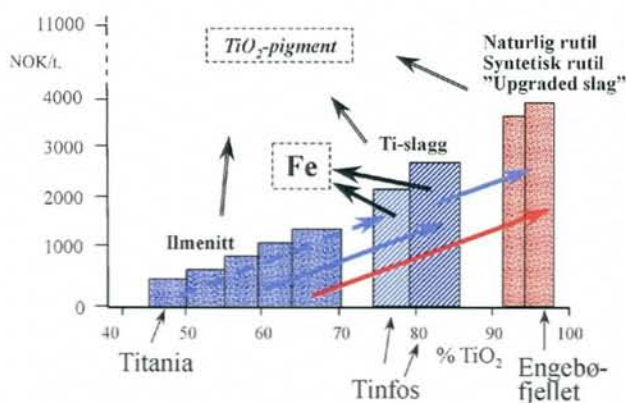 11000
NOK/t.
TiO2-pigment
Naturlig rutil
Syntetisk rutil
"Upgraded slag"
4000
3000
2000
1000
0
Ti-slagg
Fe
Ilmenitt
40 50 60 70 80 90 100
% TiO2
Titania
Tinfos
Engebø-
fjellet